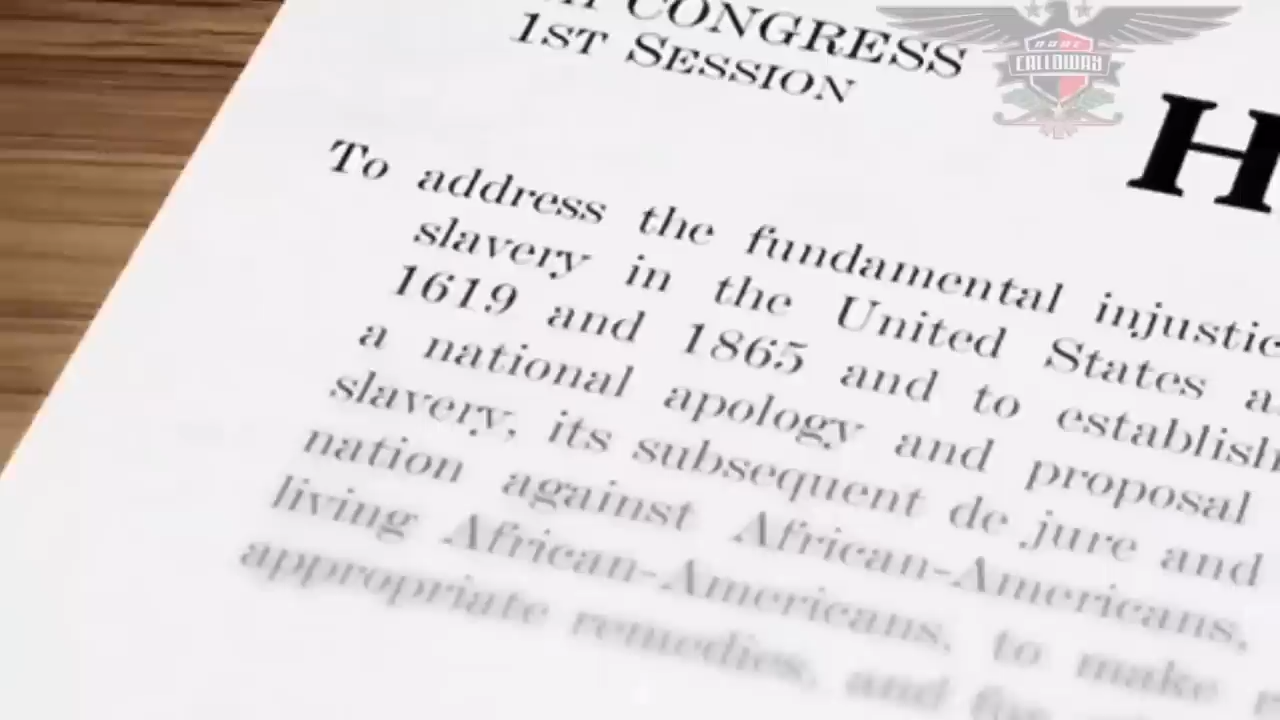 CONGRESS
1ST SESSION
H
CALLOWAY
To address the fundamental injustic
slavery in the United States a
1619 and 1865 and to establish
a national apology and proposal
slavery, its subsequent de jure and
nation against African-Americans,
living African-Americans, to make
appropriate remedies, and for